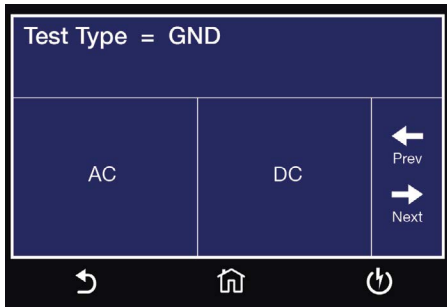 Test Type = GND
AC
DC
Prev
Next